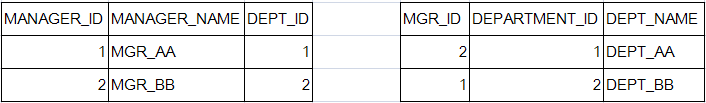 MANAGER_ID MANAGER_NAME DEPT_ID MGR_ID DEPARTMENT_ID DEPT_NAME
1 MGR_AA 1 2 1 DEPT_AA
2 MGR_BB 2 1 2 DEPT_BB